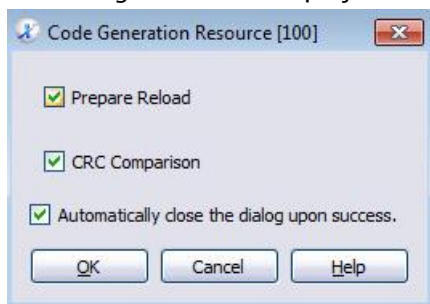 Code Generation Resource [100]
Prepare Reload
CRC Comparison
Automatically close the dialog upon success.
OK Cancel Help